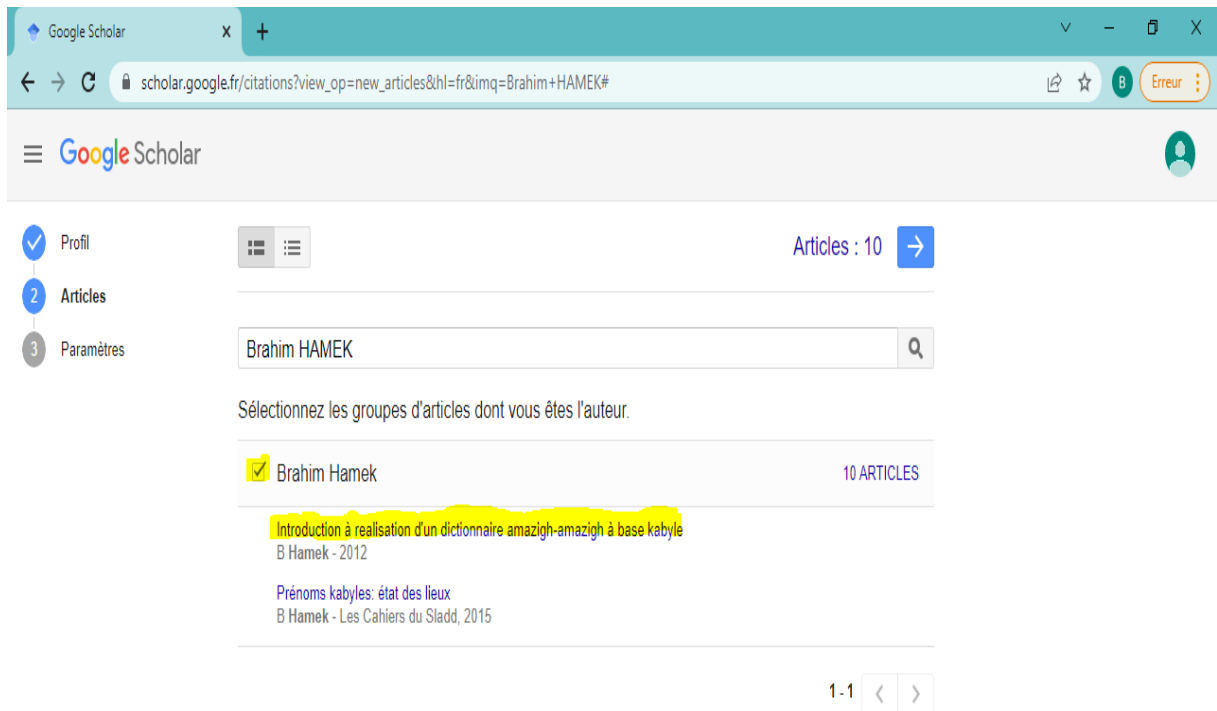 Google Scholar
scholar.google.fr/citations?view_op=new_articles&hl=fr&imq=Brahim+HAMEK#
B
Erreur
Google Scholar
Profil
Articles : 10
2
Articles
3
Paramètres
Brahim HAMEK
Sélectionnez les groupes d'articles dont vous êtes l'auteur.
Brahim Hamek
10 ARTICLES
Introduction à realisation d'un dictionnaire amazigh-amazigh à base kabyle
B Hamek - 2012
Prénoms kabyles: état des lieux
B Hamek - Les Cahiers du Sladd, 2015
1 - 1